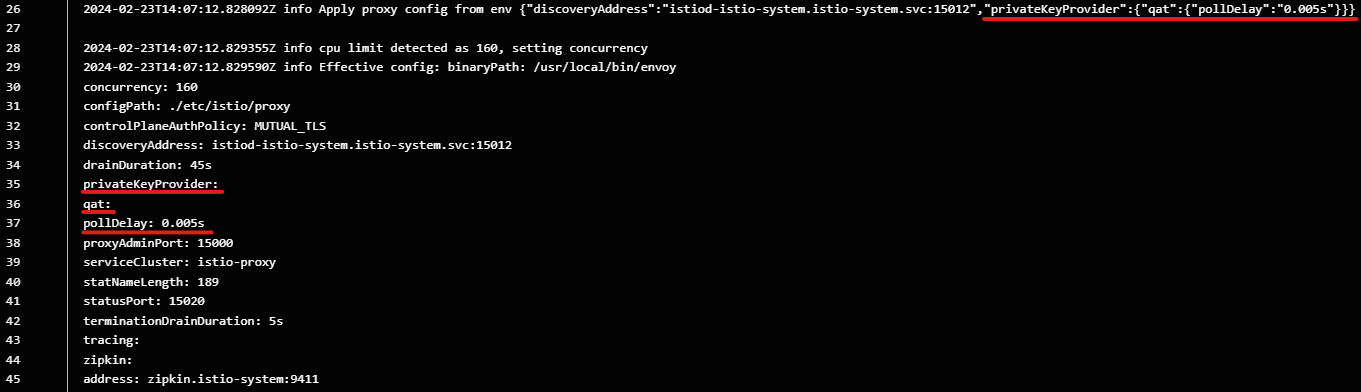 26 2024-02-23T14:07:12.828092Z info Apply proxy config from env {"discoveryAddress":"istiod-istio-system.istio-system.svc:15012","privateKeyProvider":{"qat":{"pollDelay":"0.005s"}}}
27
28 2024-02-23T14:07:12.829355Z info cpu limit detected as 160, setting concurrency
29 2024-02-23T14:07:12.829590Z info Effective config: binaryPath: /usr/local/bin/envoy
30 concurrency: 160
31 configPath: ./etc/istio/proxy
32 controlPlaneAuthPolicy: MUTUAL_TLS
33 discoveryAddress: istiod-istio-system.istio-system.svc:15012
34 drainDuration: 45s
35 privateKeyProvider:
36 qat:
37 pollDelay: 0.005s
38 proxyAdminPort: 15000
39 serviceCluster: istio-proxy
40 statNameLength: 189
41 statusPort: 15020
42 terminationDrainDuration: 5s
43 tracing:
44 zipkin:
45 address: zipkin.istio-system:9411